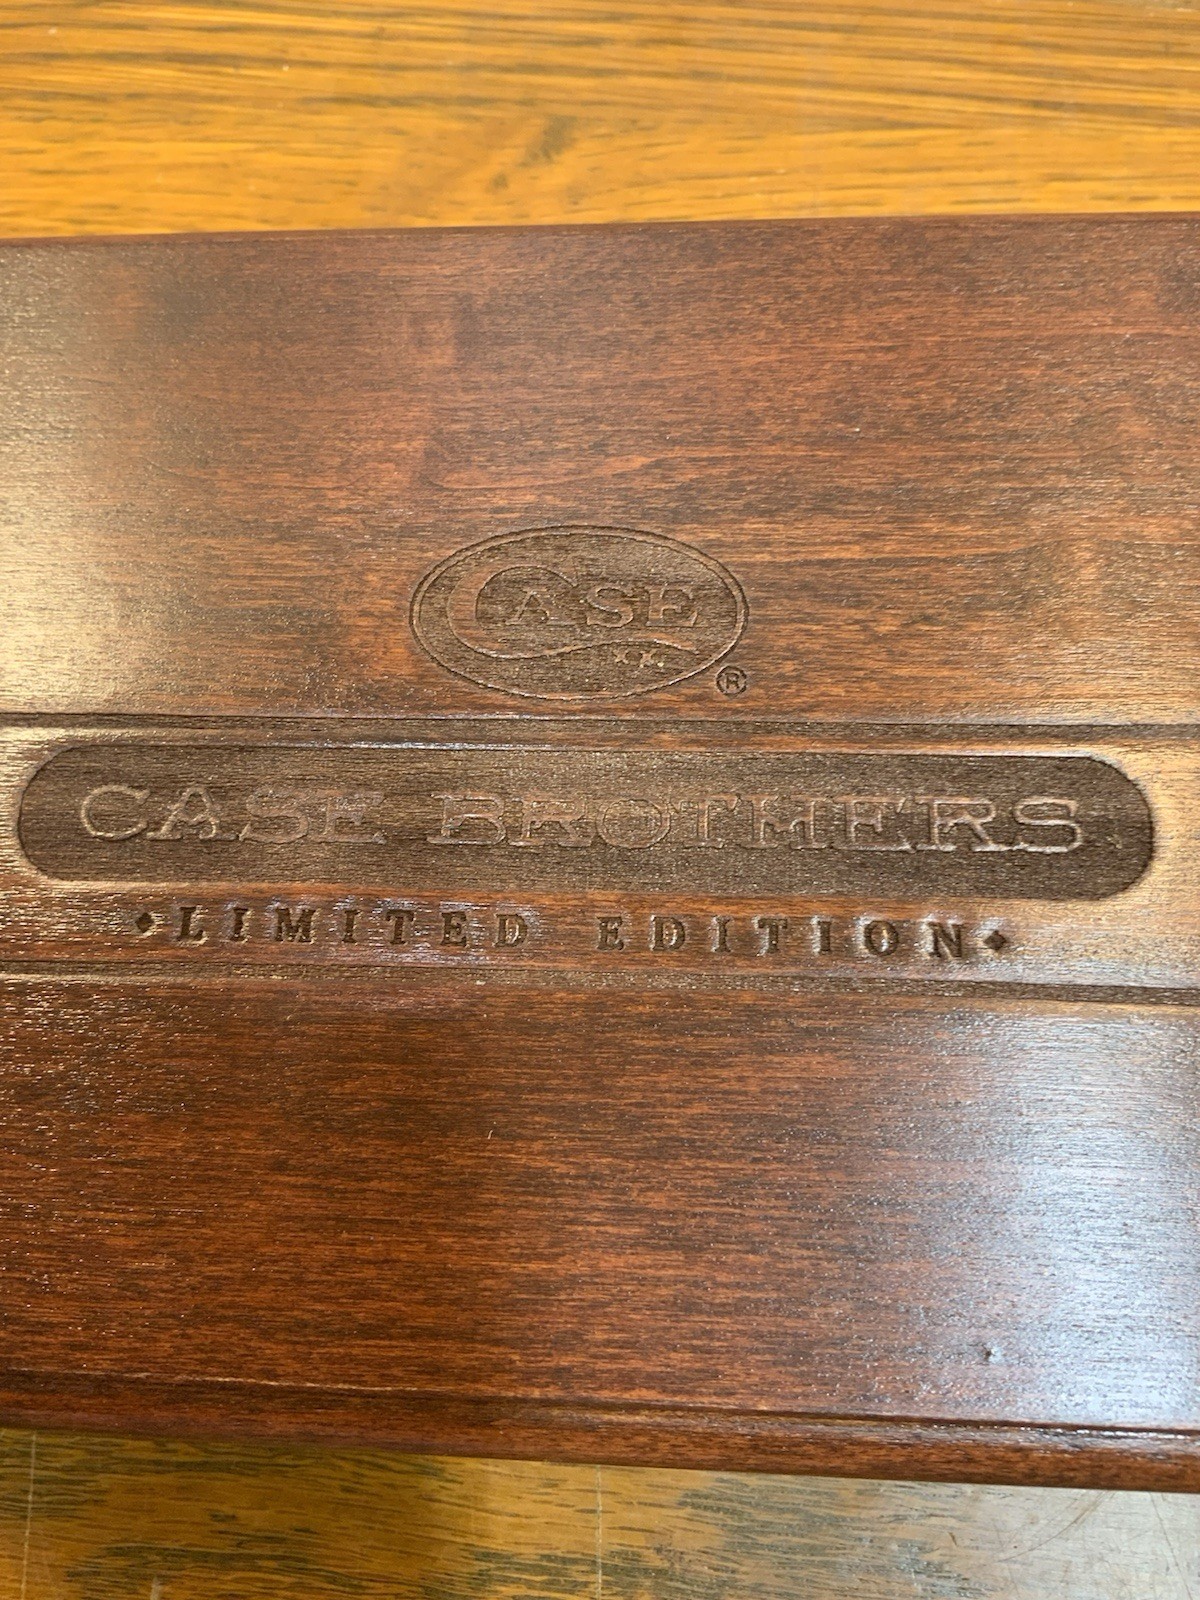 CASE
XX.
®
CASE BROTHERS
♦LIMITED EDITION♦